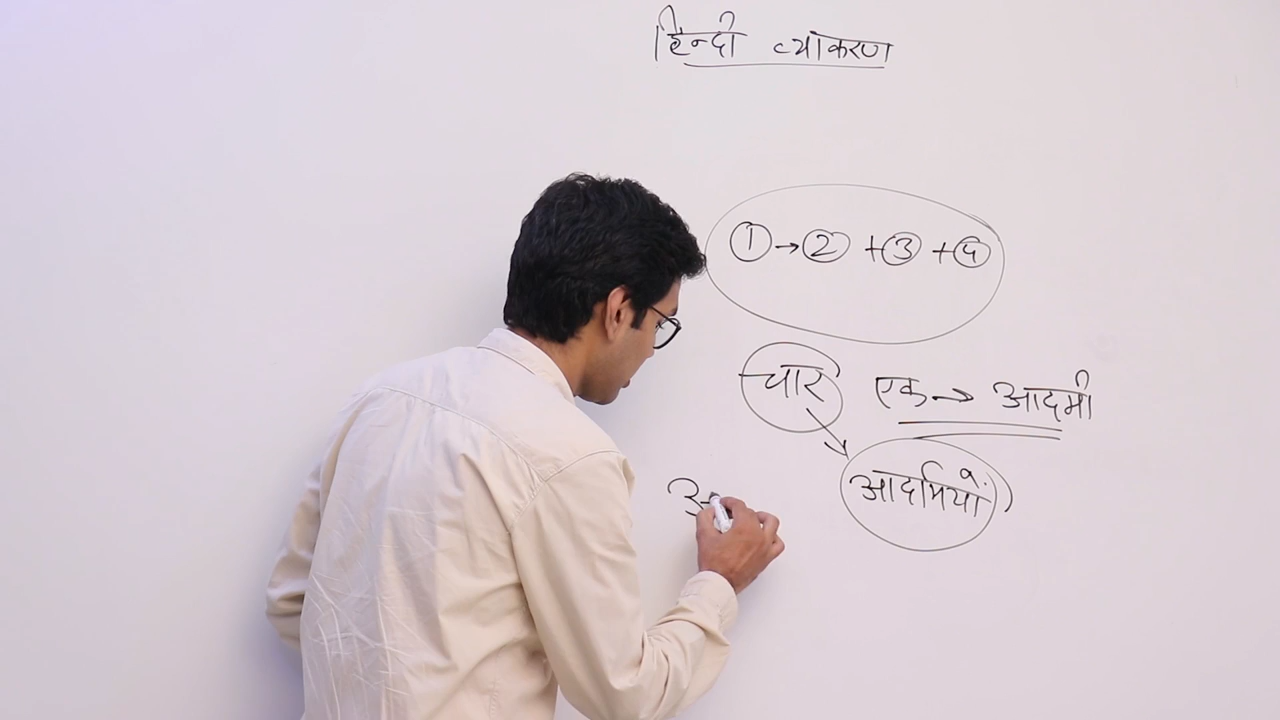 हिन्दी व्याकरण
① → ② + ③ + ④
चार एक → आदमी
आदमियों